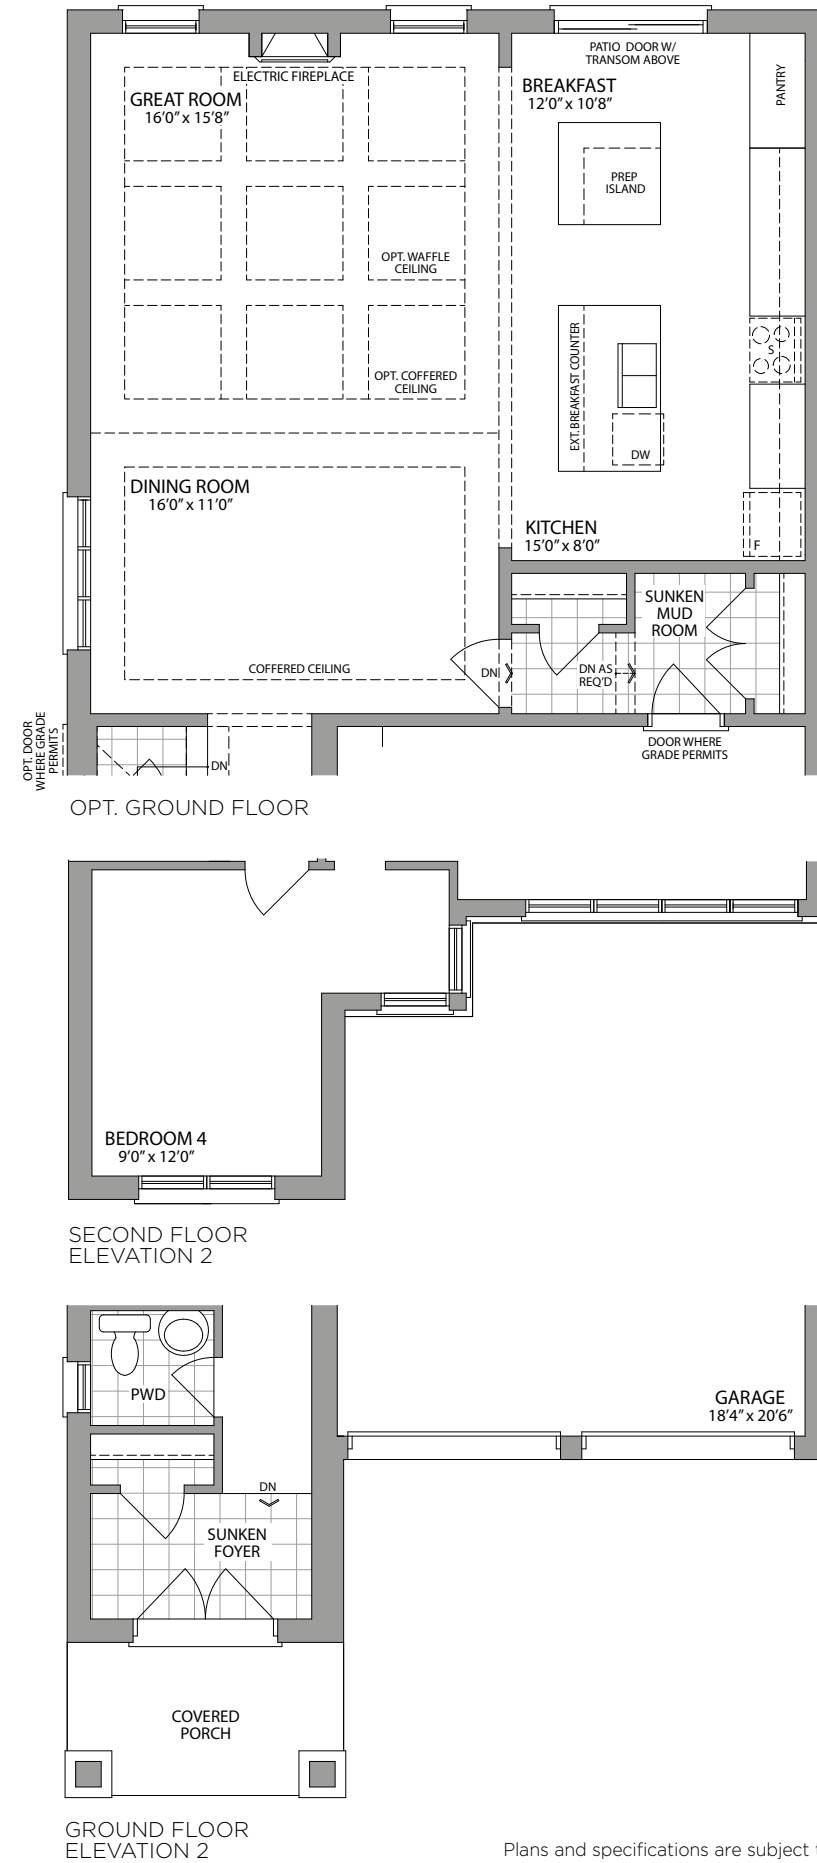 PATIO DOOR W/
TRANSOM ABOVE
ELECTRIC FIREPLACE
GREAT ROOM
16'0" x 15'8"
BREAKFAST
12'0" x 10'8"
PANTRY
PREP
ISLAND
OPT. WAFFLE
CEILING
S
OPT. COFFERED
CEILING
EXT. BREAKFAST COUNTER
DW
DINING ROOM
16'0" x 11'0"
KITCHEN
15'0" x 8'0"
F
SUNKEN
MUD
ROOM
COFFERED CEILING
DN
DN AS
REQ'D
OPT. DOOR
WHERE GRADE
PERMITS
DN
DOOR WHERE
GRADE PERMITS
OPT. GROUND FLOOR
BEDROOM 4
9'0" x 12'0"
SECOND FLOOR
ELEVATION 2
PWD
GARAGE
18'4" x 20'6"
DN
SUNKEN
FOYER
COVERED
PORCH
GROUND FLOOR
ELEVATION 2
Plans and specifications are subject